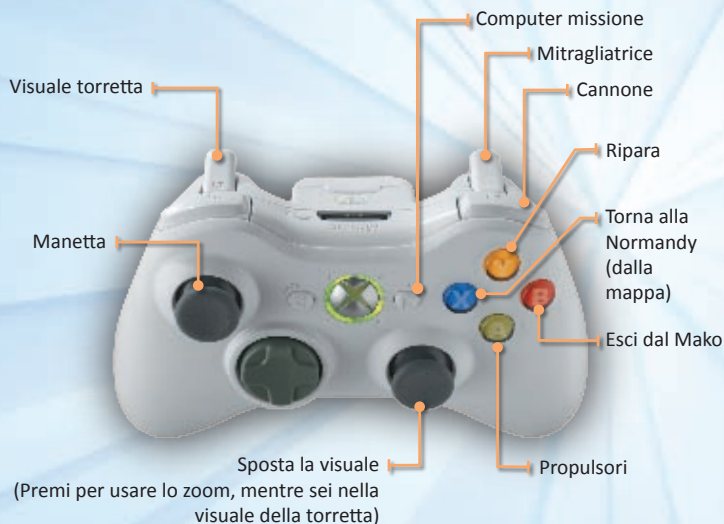 Computer missione
Mitragliatrice
Visuale torretta
Cannone
Ripara
Torna alla
Normandy
(dalla
mappa)
Manetta
Y
X
B
Esci dal Mako
Sposta la visuale
(Premi per usare lo zoom, mentre sei nella
visuale della torretta)
Propulsori